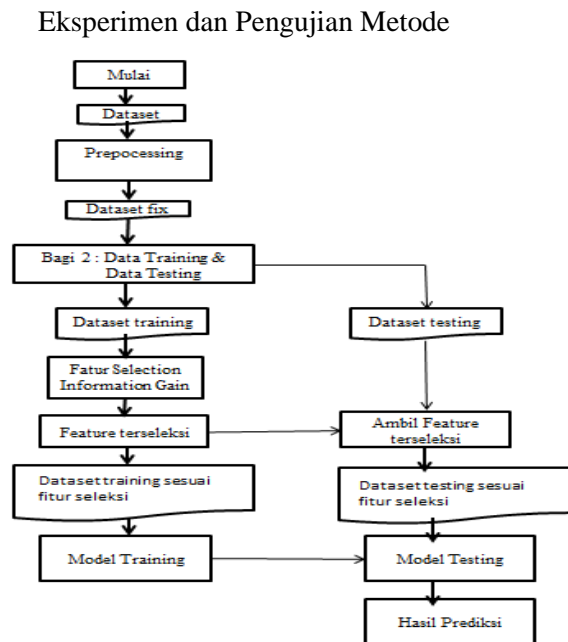 Eksperimen dan Pengujian Metode
Mulai
Dataset
Prepocessing
Dataset fix
Bagi 2 : Data Training &
Data Testing
Dataset training
Dataset testing
Fatur Selection
Information Gain
Feature terseleksi
Ambil Feature
terseleksi
Dataset training sesuai
fitur seleksi
Dataset testing sesuai
fitur seleksi
Model Training
Model Testing
Hasil Prediksi